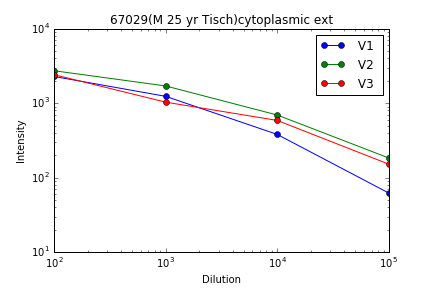 67029(M 25 yr Tisch)cytoplasmic ext
10^4
10^3
10^2
10^1
Intensity
V1
V2
V3
10^2 10^3 10^4 10^5
Dilution